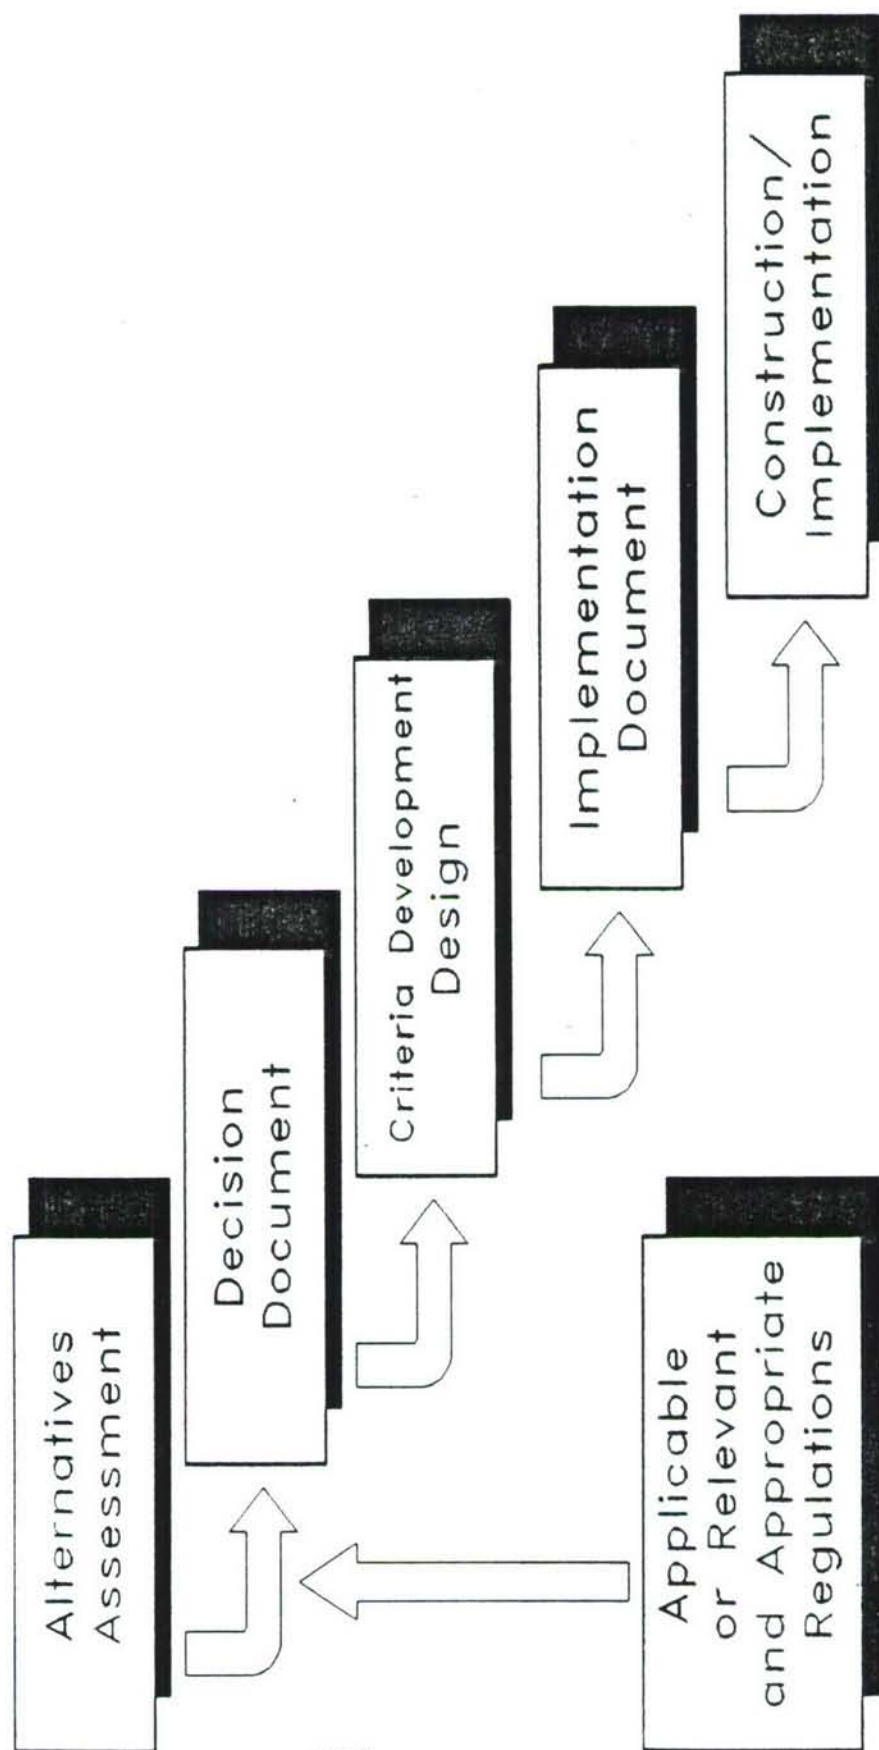 Alternatives
Assessment
Decision
Document
Criteria Development
Design
Implementation
Document
Construction/
Implementation
Applicable
or Relevant
and Appropriate
Regulations